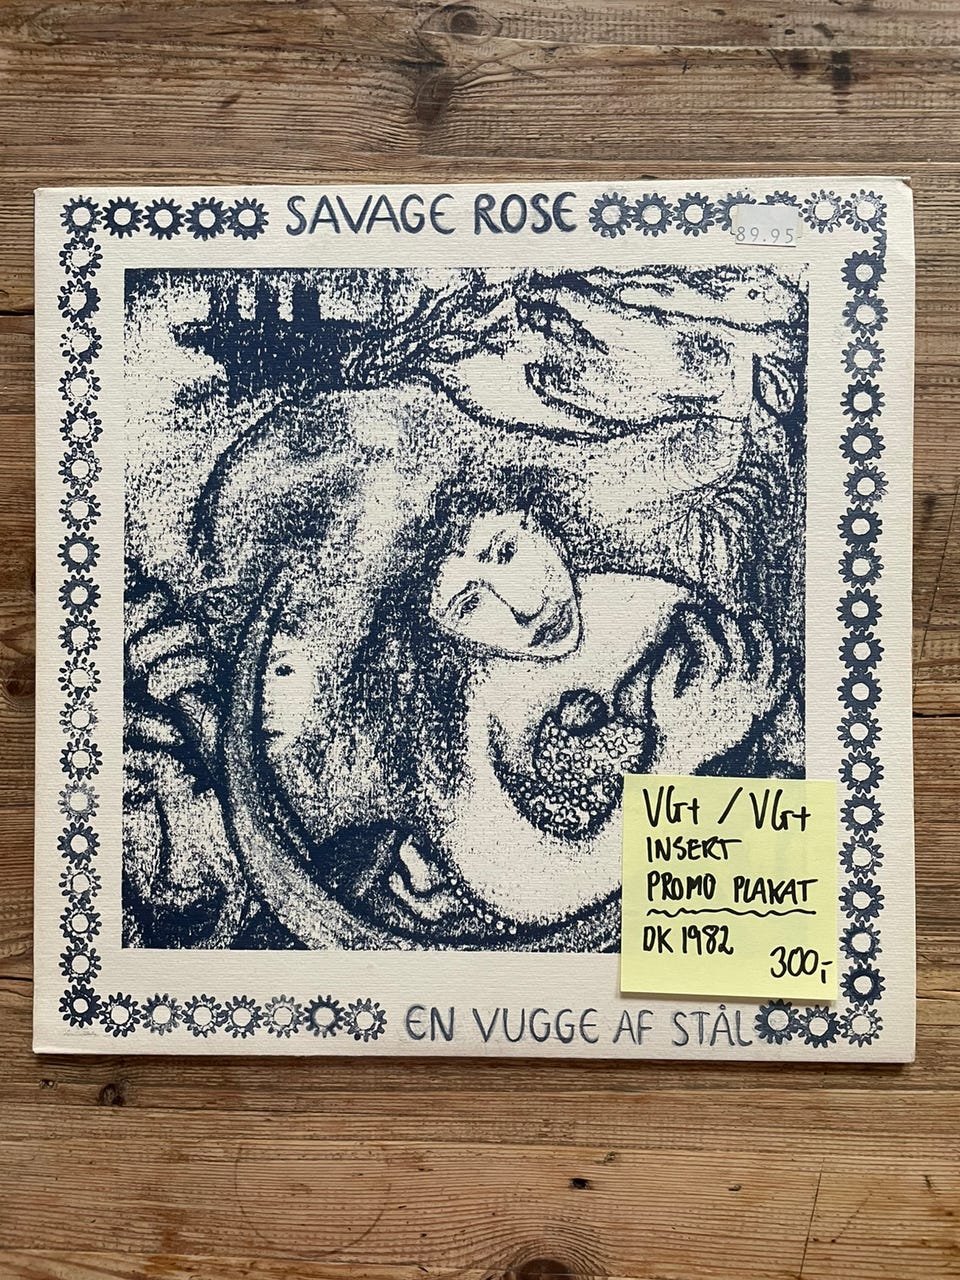 SAVAGE ROSE
89.95
VG+ / VG+
INSERT
PROMO PLAKAT
DK 1982
300,-
EN VUGGE AF STÅL